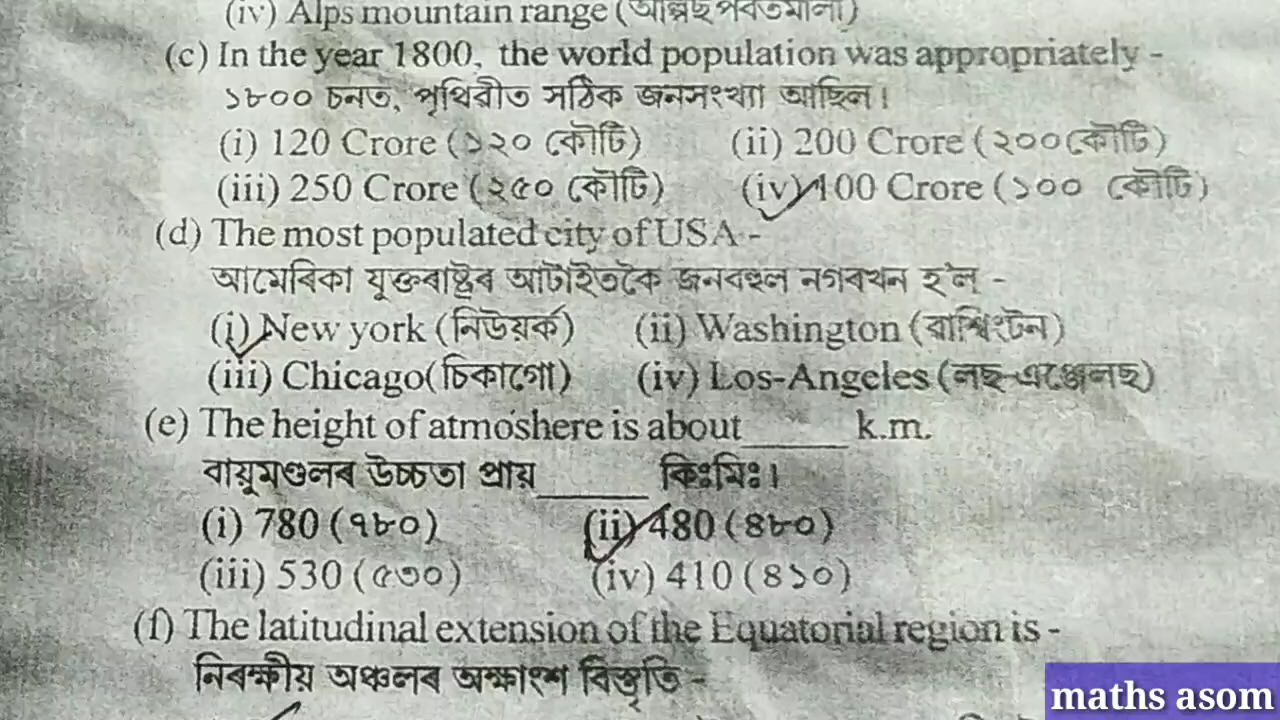 (iv) Alps mountain range (আল্পছ পৰ্বতমালা)
(c) In the year 1800, the world population was appropriately -
১৮০০ চনত, পৃথিৱীত সঠিক জনসংখ্যা আছিল।
(i) 120 Crore (১২০ কৌটি) (ii) 200 Crore (২০০ কৌটি)
(iii) 250 Crore (২৫০ কৌটি) (iv) 100 Crore (১০০ কৌটি)
(d) The most populated city of USA -
আমেৰিকা যুক্তৰাষ্ট্ৰৰ আটাইতকৈ জনবহুল নগৰখন হ'ল -
(i) New york (নিউয়ৰ্ক) (ii) Washington (ৱাশ্বিংটন)
(iii) Chicago(চিকাগো) (iv) Los-Angeles (লছ-এঞ্জেলছ)
(e) The height of atmoshere is about_____ k.m.
বায়ুমণ্ডলৰ উচ্চতা প্ৰায়_____ কিঃমিঃ।
(i) 780 (৭৮০) (ii) 480 (৪৮০)
(iii) 530 (৫৩০) (iv) 410 (৪১০)
(f) The latitudinal extension of the Equatorial region is -
নিৰক্ষীয় অঞ্চলৰ অক্ষাংশ বিস্তৃতি -
maths asom